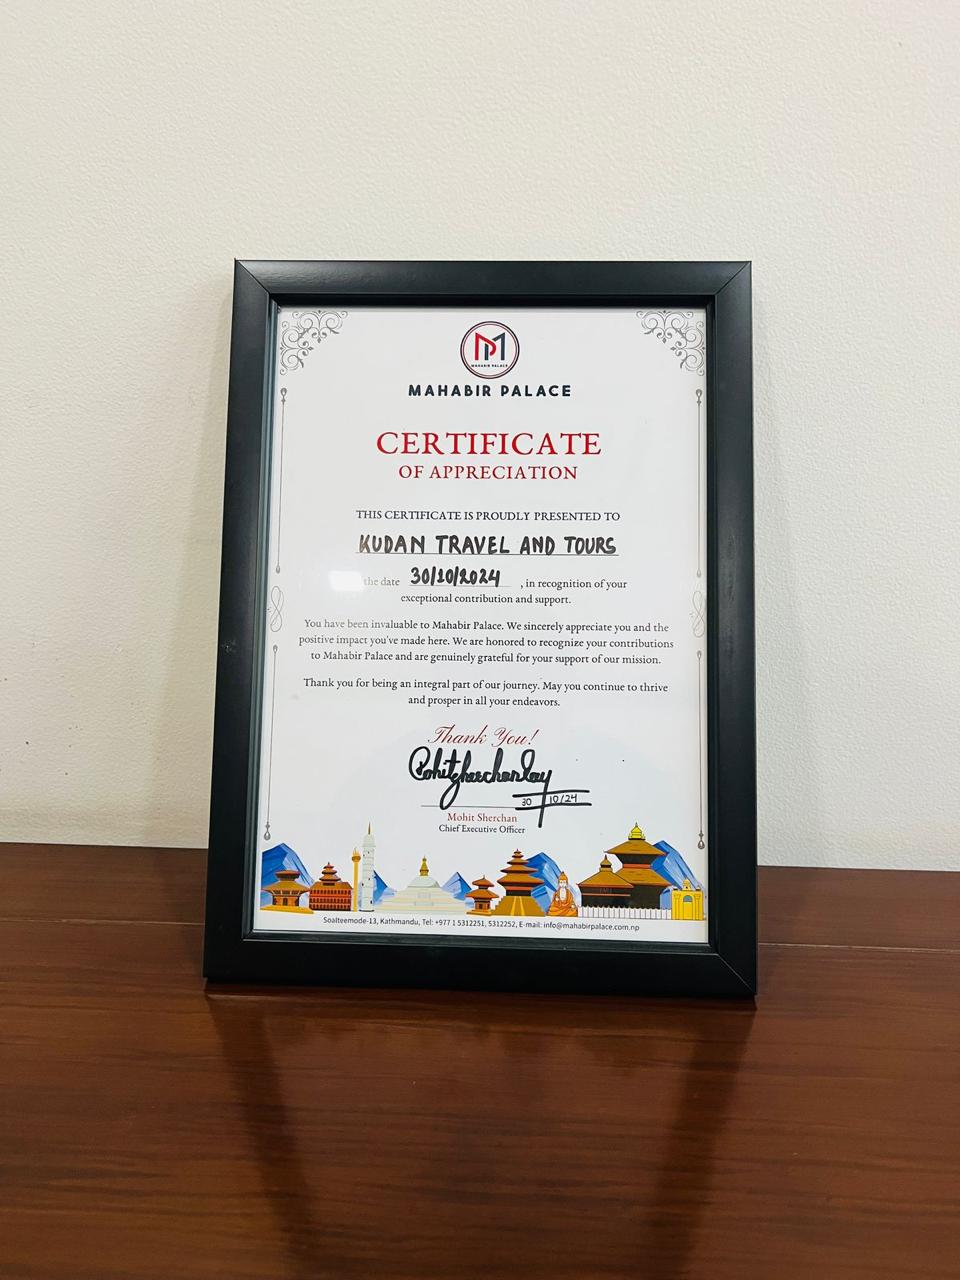 MAHABIR PALACE
MAHABIR PALACE
CERTIFICATE
OF APPRECIATION
THIS CERTIFICATE IS PROUDLY PRESENTED TO
KUDAN TRAVEL AND TOURS
the date 30/10/2024 , in recognition of your
exceptional contribution and support.
You have been invaluable to Mahabir Palace. We sincerely appreciate you and the
positive impact you've made here. We are honored to recognize your contributions
to Mahabir Palace and are genuinely grateful for your support of our mission.
Thank you for being an integral part of our journey. May you continue to thrive
and prosper in all your endeavors.
Thank You!
30/10/24
Mohit Sherchan
Chief Executive Officer
Soalteemode-13, Kathmandu, Tel: +977 1 5312251, 5312252, E-mail: info@mahabirpalace.com.np